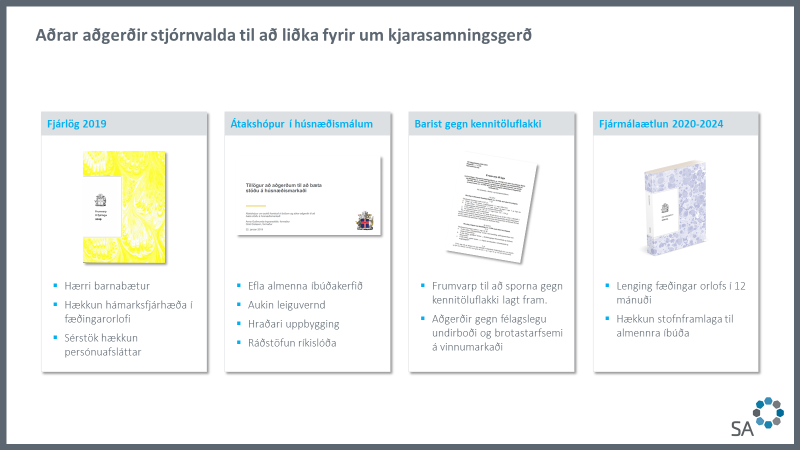 Aðrar aðgerðir stjórnvalda til að liðka fyrir um kjarasamningsgerð
Fjárlög 2019
Hærri barnabætur
Hækkun hámarksfjárhæða í
fæðingarorlofi
Sérstök hækkun
persónuafsláttar
Átakshópur í húsnæðismálum
Tillögur að aðgerðum til að bæta
stöðu á húsnæðismarkaði
Efla almenna íbúðakerfið
Aukin leiguvernd
Hraðari uppbygging
Ráðstöfun ríkislóða
Barist gegn kennitöluflakki
Frumvarp til að sporna gegn
kennitöluflakki lagt fram.
Aðgerðir gegn félagslegu
undirboði og brotastarfsemi
á vinnumarkaði
Fjármálaætlun 2020-2024
Lenging fæðingar orlofs í 12
mánuði
Hækkun stofnframlaga til
almennra íbúða
SA